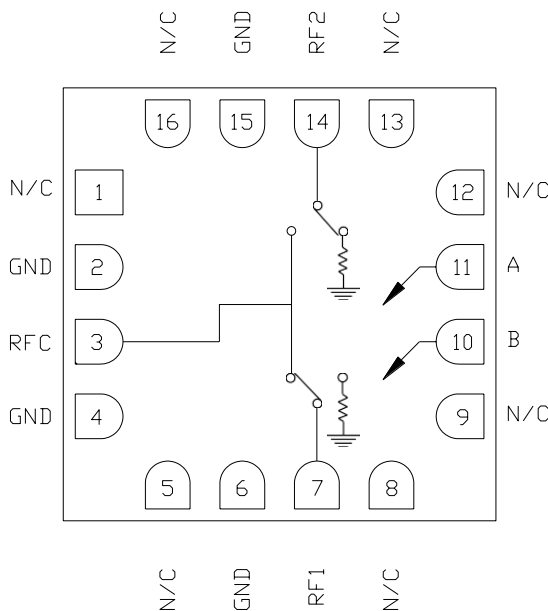 N/C GND RF2 N/C
16 15 14 13
N/C 1 12 N/C
GND 2 11 A
RFC 3 10 B
GND 4 9 N/C
5 6 7 8
N/C GND RF1 N/C